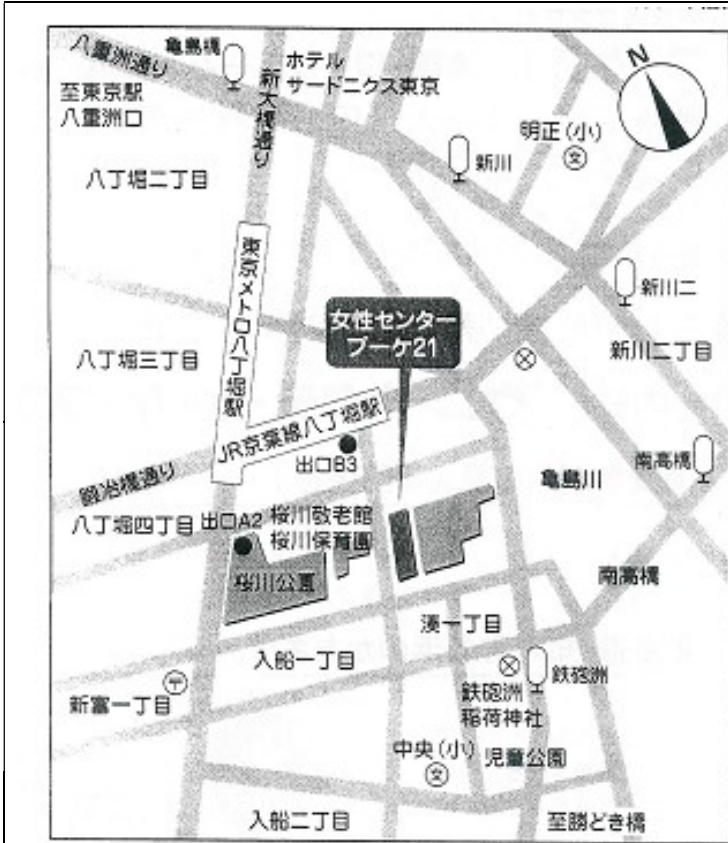 八重洲通り
亀島橋
ホテル
サードニクス東京
新大橋通り
至東京駅
八重洲口
N
明正(小)
文
新川
八丁堀二丁目
東京メトロ八丁堀駅
新川二
女性センター
ブーケ21
八丁堀三丁目
新川二丁目
JR京葉線八丁堀駅
出口B3
南高橋
鍛冶橋通り
亀島川
八丁堀四丁目
出口A2
桜川敬老館
桜川保育園
桜川公園
南高橋
湊一丁目
入船一丁目
新富一丁目
〒
鉄砲洲
鉄砲洲
稲荷神社
中央(小)
文
児童公園
入船二丁目
至勝どき橋